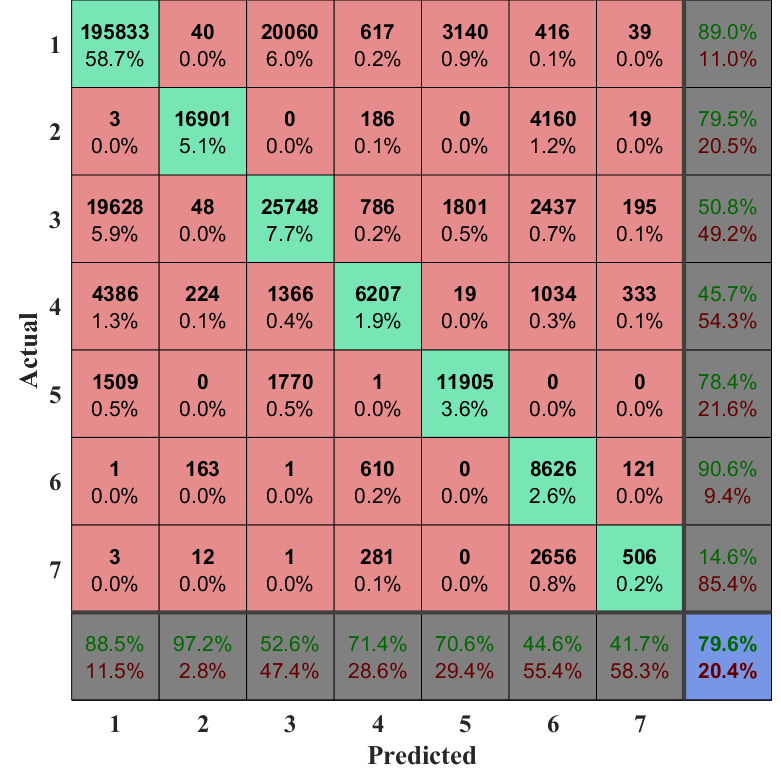 195833 40 20060 617 3140 416 39 89.0%
1
58.7% 0.0% 6.0% 0.2% 0.9% 0.1% 0.0% 11.0%
3 16901 0 186 0 4160 19 79.5%
2
0.0% 5.1% 0.0% 0.1% 0.0% 1.2% 0.0% 20.5%
19628 48 25748 786 1801 2437 195 50.8%
3
5.9% 0.0% 7.7% 0.2% 0.5% 0.7% 0.1% 49.2%
4386 224 1366 6207 19 1034 333 45.7%
4
1.3% 0.1% 0.4% 1.9% 0.0% 0.3% 0.1% 54.3%
Actual
1509 0 1770 1 11905 0 0 78.4%
5
0.5% 0.0% 0.5% 0.0% 3.6% 0.0% 0.0% 21.6%
1 163 1 610 0 8626 121 90.6%
6
0.0% 0.0% 0.0% 0.2% 0.0% 2.6% 0.0% 9.4%
3 12 1 281 0 2656 506 14.6%
7
0.0% 0.0% 0.0% 0.1% 0.0% 0.8% 0.2% 85.4%
88.5% 97.2% 52.6% 71.4% 70.6% 44.6% 41.7% 79.6%
11.5% 2.8% 47.4% 28.6% 29.4% 55.4% 58.3% 20.4%
1 2 3 4 5 6 7
Predicted